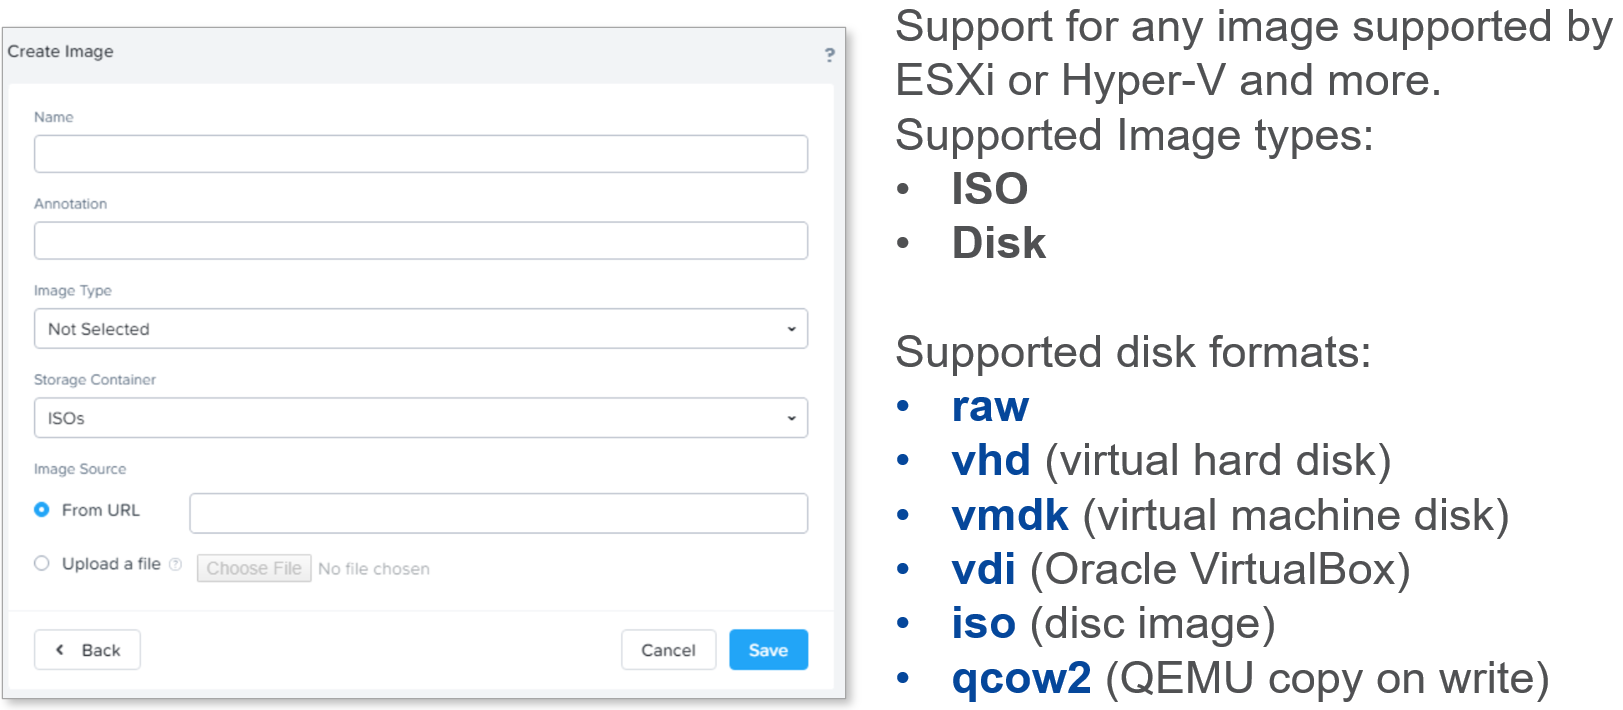 Create Image
?
Name
Annotation
Image Type
Not Selected
Storage Container
ISOs
Image Source
From URL
Upload a file ? Choose File No file chosen
Back
Cancel
Save
Support for any image supported by
ESXi or Hyper-V and more.
Supported Image types:
• ISO
• Disk
Supported disk formats:
• raw
• vhd (virtual hard disk)
• vmdk (virtual machine disk)
• vdi (Oracle VirtualBox)
• iso (disc image)
• qcow2 (QEMU copy on write)